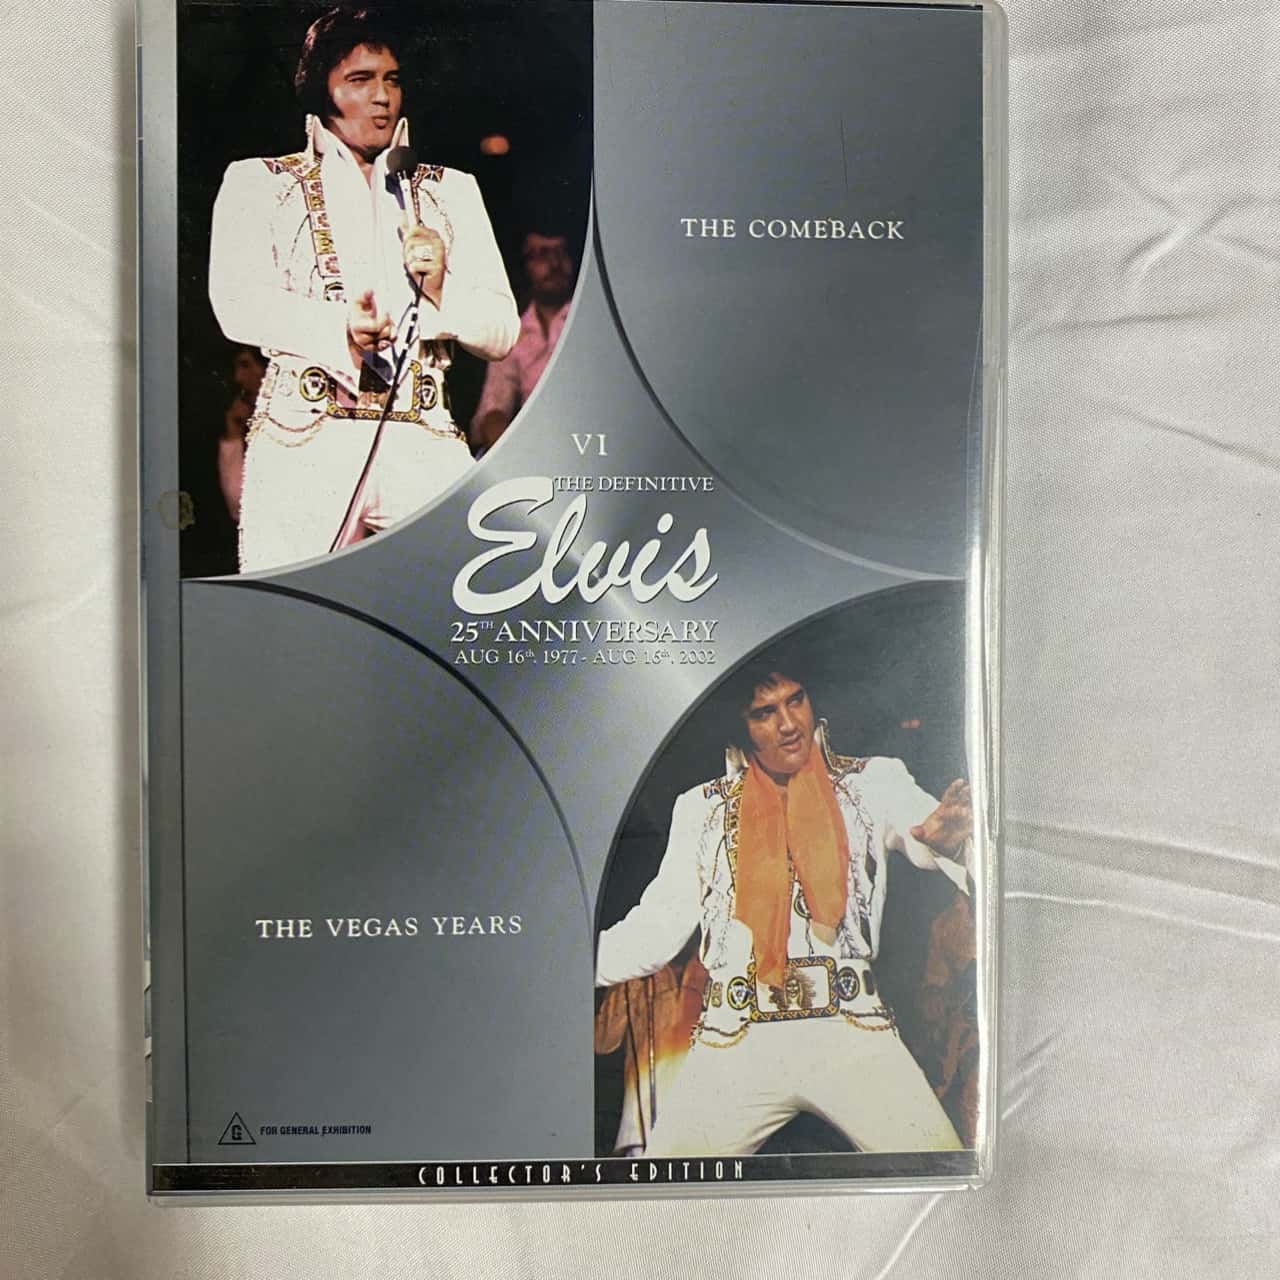 THE COMEBACK
VI
THE DEFINITIVE
Elvis
25TH ANNIVERSARY
AUG 16th, 1977 - AUG 16th, 2002
THE VEGAS YEARS
G FOR GENERAL EXHIBITION
COLLECTOR'S EDITION